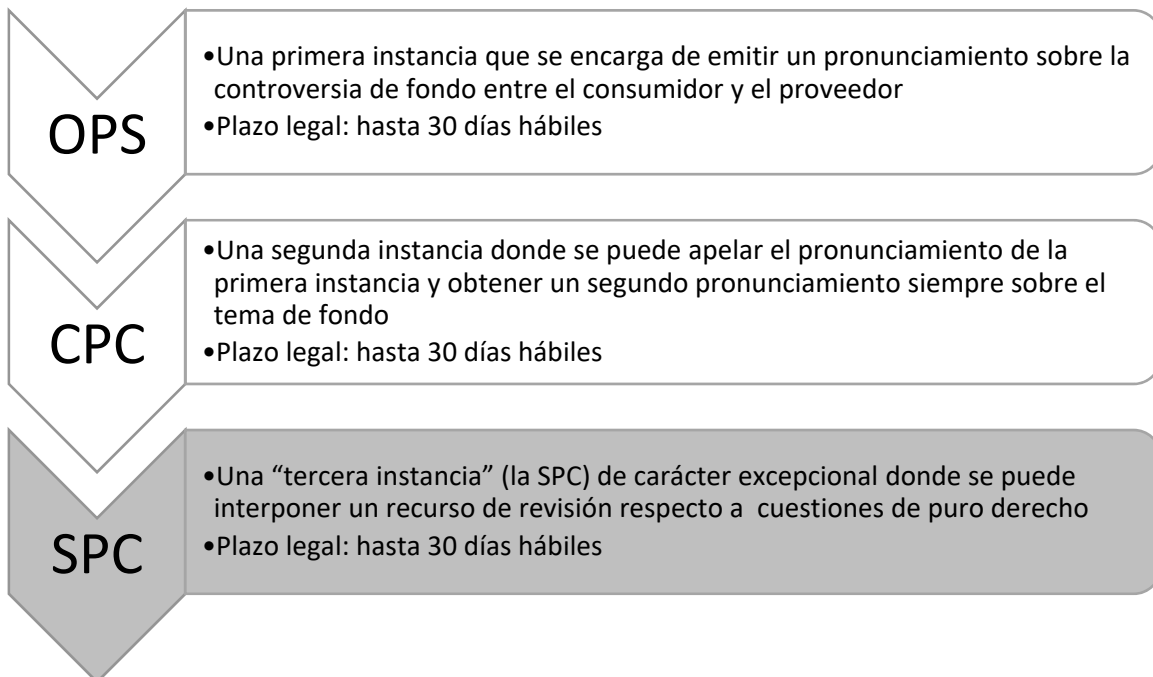 OPS
•Una primera instancia que se encarga de emitir un pronunciamiento sobre la
controversia de fondo entre el consumidor y el proveedor
•Plazo legal: hasta 30 días hábiles
CPC
•Una segunda instancia donde se puede apelar el pronunciamiento de la
primera instancia y obtener un segundo pronunciamiento siempre sobre el
tema de fondo
•Plazo legal: hasta 30 días hábiles
SPC
•Una “tercera instancia” (la SPC) de carácter excepcional donde se puede
interponer un recurso de revisión respecto a  cuestiones de puro derecho
•Plazo legal: hasta 30 días hábiles